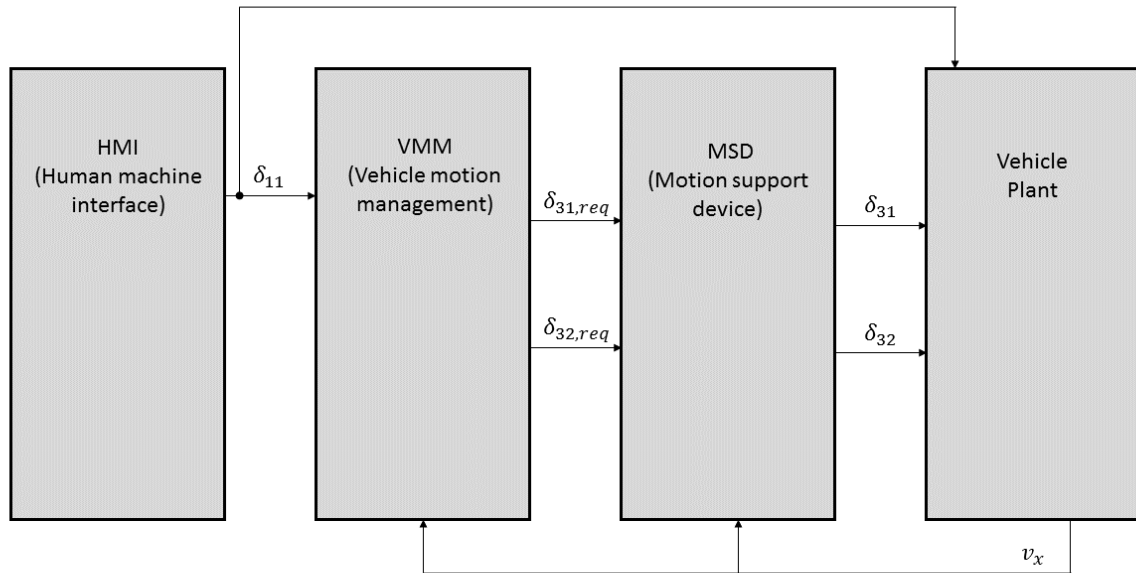 HMI
(Human machine
interface)
δ₁₁
VMM
(Vehicle motion
management)
δ₃₁,req
δ₃₂,req
MSD
(Motion support
device)
δ₃₁
δ₃₂
Vehicle
Plant
vₓ